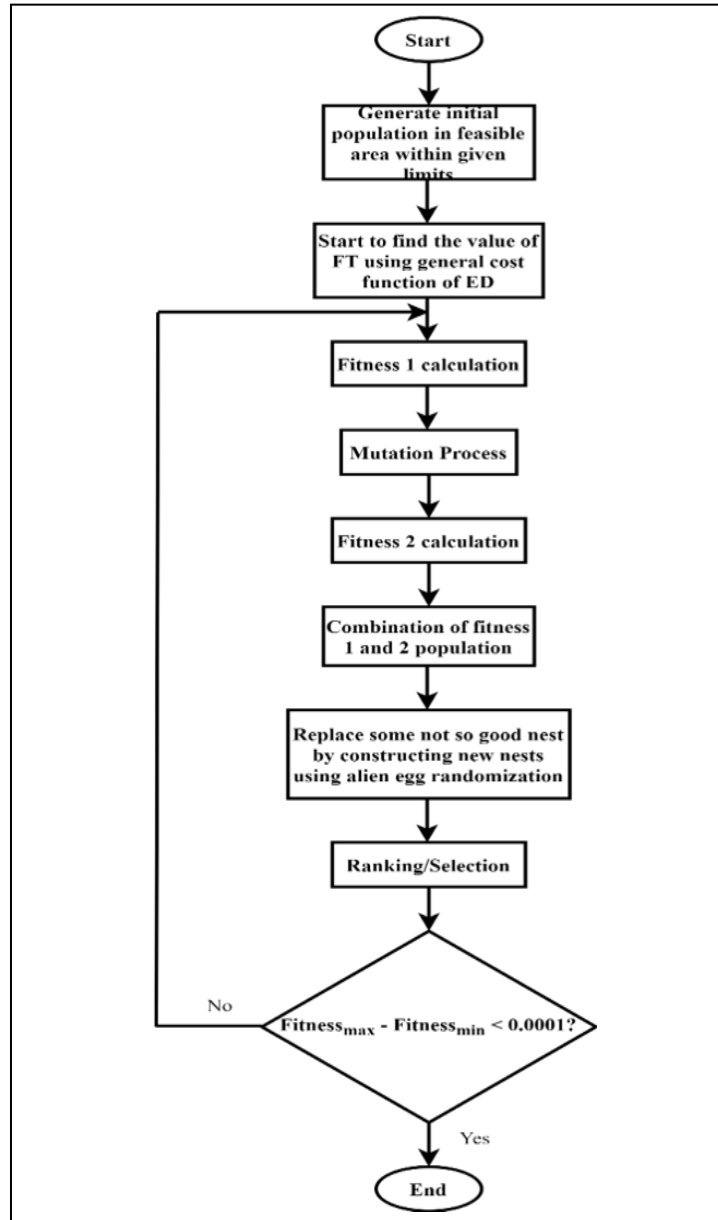 Start
Generate initial
population in feasible
area within given
limits
Start to find the value of
FT using general cost
function of ED
Fitness 1 calculation
Mutation Process
Fitness 2 calculation
Combination of fitness
1 and 2 population
Replace some not so good nest
by constructing new nests
using alien egg randomization
Ranking/Selection
No
Fitnessmax - Fitnessmin < 0.0001?
Yes
End